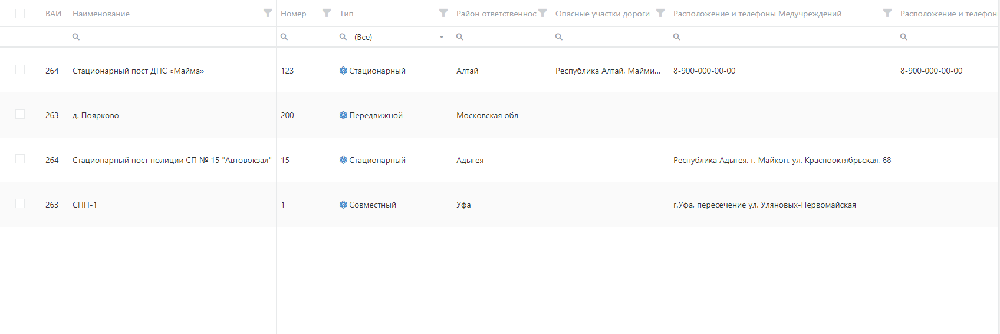 ВАИ Наименование Номер Тип Район ответственнос Опасные участки дороги Расположение и телефоны Медучреждений Расположение и телефон
(Все)
264 Стационарный пост ДПС «Майма» 123 Стационарный Алтай Республика Алтай, Майми... 8-900-000-00-00 8-900-000-00-00
263 д. Поярково 200 Передвижной Московская обл
264 Стационарный пост полиции СП № 15 "Автовокзал" 15 Стационарный Адыгея Республика Адыгея, г. Майкоп, ул. Краснооктябрьская, 68
263 СПП-1 1 Совместный Уфа г.Уфа, пересечение ул. Уляновых-Первомайская